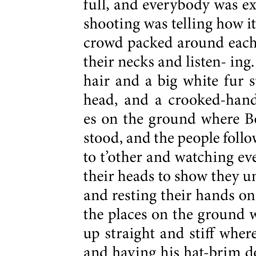 full, and everybody was ex
shooting was telling how it
crowd packed around each
their necks and listen- ing.
hair and a big white fur s
head, and a crooked-hand
es on the ground where B
stood, and the people follow
to t'other and watching eve
their heads to show they un
and resting their hands on
the places on the ground w
up straight and stiff where
and having his hat-brim d